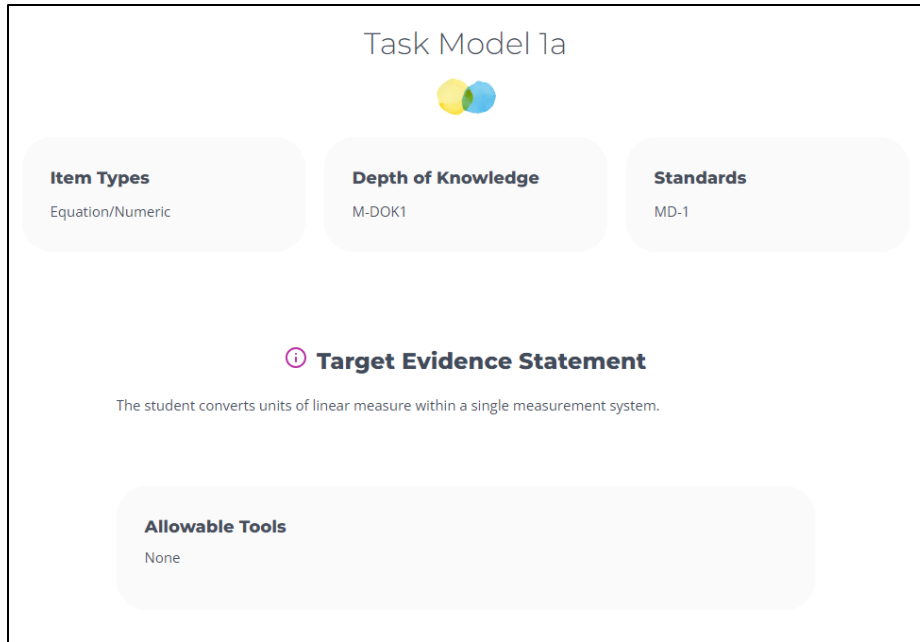 Task Model 1a
Item Types
Equation/Numeric
Depth of Knowledge
M-DOK1
Standards
MD-1
Target Evidence Statement
The student converts units of linear measure within a single measurement system.
Allowable Tools
None